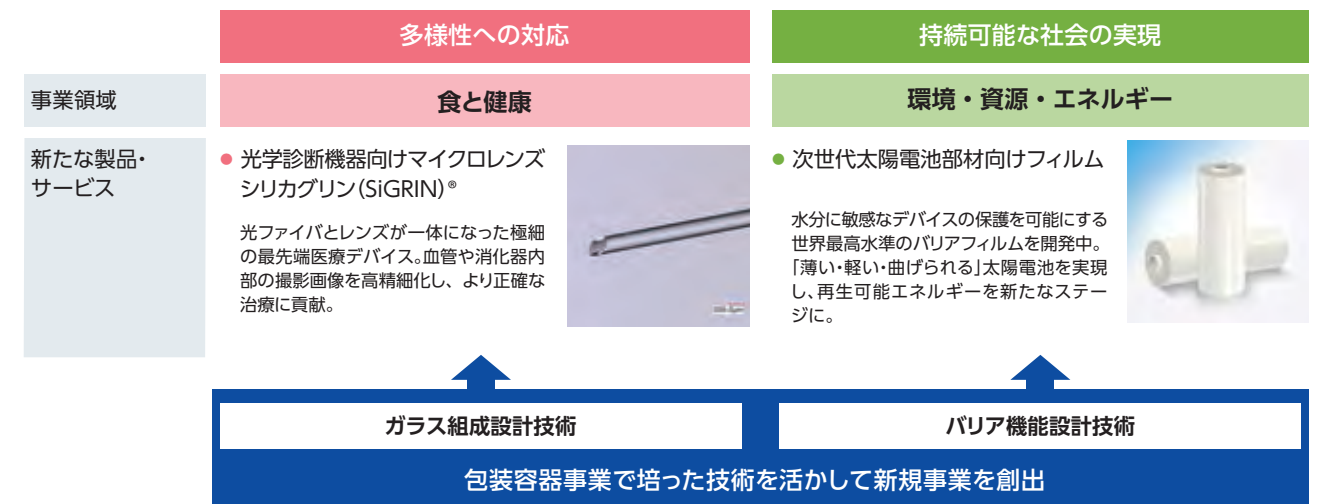 多様性への対応
持続可能な社会の実現
事業領域
食と健康
環境・資源・エネルギー
新たな製品・
サービス
● 光学診断機器向けマイクロレンズ
シリカグリン(SiGRIN)®
光ファイバとレンズが一体になった極細
の最先端医療デバイス。血管や消化器内
部の撮影画像を高精細化し、より正確な
治療に貢献。
● 次世代太陽電池部材向けフィルム
水分に敏感なデバイスの保護を可能にする
世界最高水準のバリアフィルムを開発中。
「薄い・軽い・曲げられる」太陽電池を実現
し、再生可能エネルギーを新たなステー
ジに。
ガラス組成設計技術
バリア機能設計技術
包装容器事業で培った技術を活かして新規事業を創出